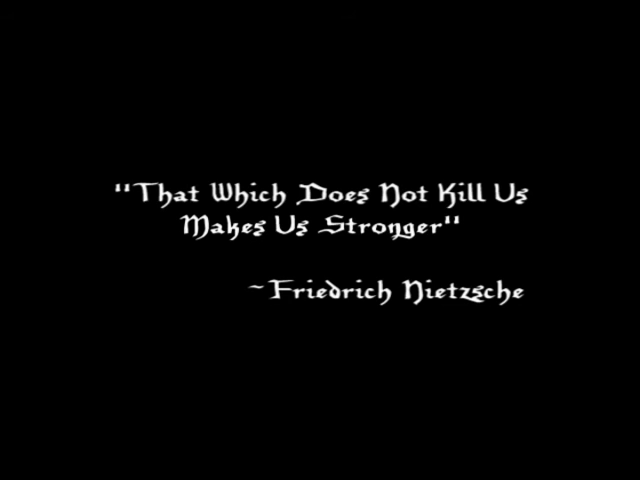 "That Which Does Not Kill Us
Makes Us Stronger"
~Friedrich Nietzsche